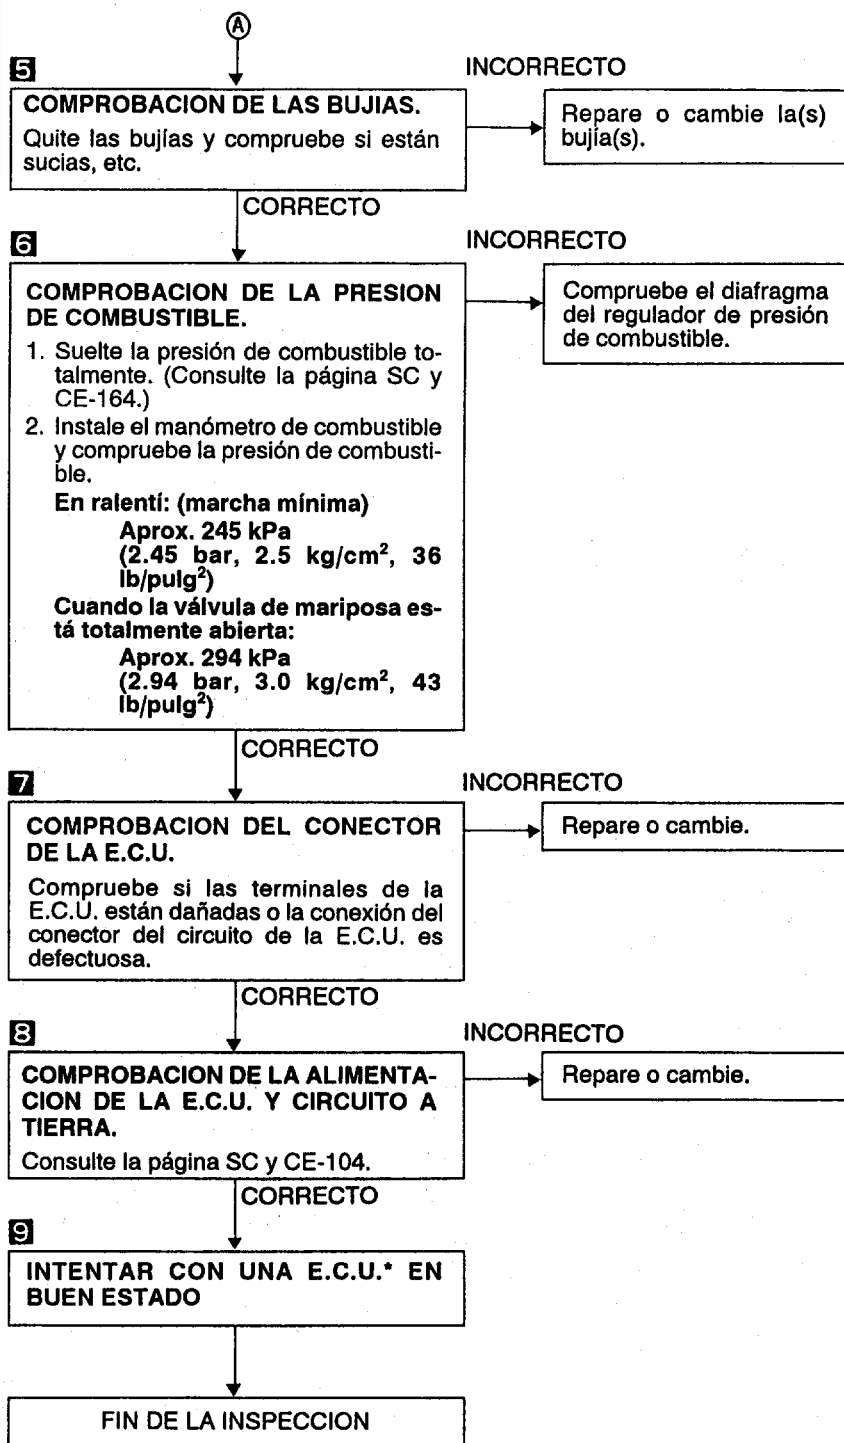 A
5
INCORRECTO
COMPROBACION DE LAS BUJIAS.
Quite las bujías y compruebe si están
sucias, etc.
Repare o cambie la(s)
bujía(s).
CORRECTO
6
INCORRECTO
COMPROBACION DE LA PRESION
DE COMBUSTIBLE.
1. Suelte la presión de combustible to-
talmente. (Consulte la página SC y
CE-164.)
2. Instale el manómetro de combustible
y compruebe la presión de combusti-
ble.
En ralentí: (marcha mínima)
Aprox. 245 kPa
(2.45 bar, 2.5 kg/cm², 36
lb/pulg²)
Cuando la válvula de mariposa es-
tá totalmente abierta:
Aprox. 294 kPa
(2.94 bar, 3.0 kg/cm², 43
lb/pulg²)
Compruebe el diafragma
del regulador de presión
de combustible.
CORRECTO
7
INCORRECTO
COMPROBACION DEL CONECTOR
DE LA E.C.U.
Compruebe si las terminales de la
E.C.U. están dañadas o la conexión del
conector del circuito de la E.C.U. es
defectuosa.
Repare o cambie.
CORRECTO
8
INCORRECTO
COMPROBACION DE LA ALIMENTA-
CION DE LA E.C.U. Y CIRCUITO A
TIERRA.
Consulte la página SC y CE-104.
Repare o cambie.
CORRECTO
9
INTENTAR CON UNA E.C.U.* EN
BUEN ESTADO
FIN DE LA INSPECCION